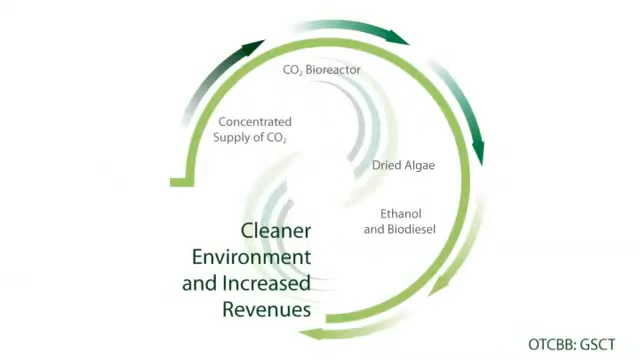 CO₂ Bioreactor
Concentrated
Supply of CO₂
Dried Algae
Ethanol
and Biodiesel
Cleaner
Environment
and Increased
Revenues
OTCBB: GSCT